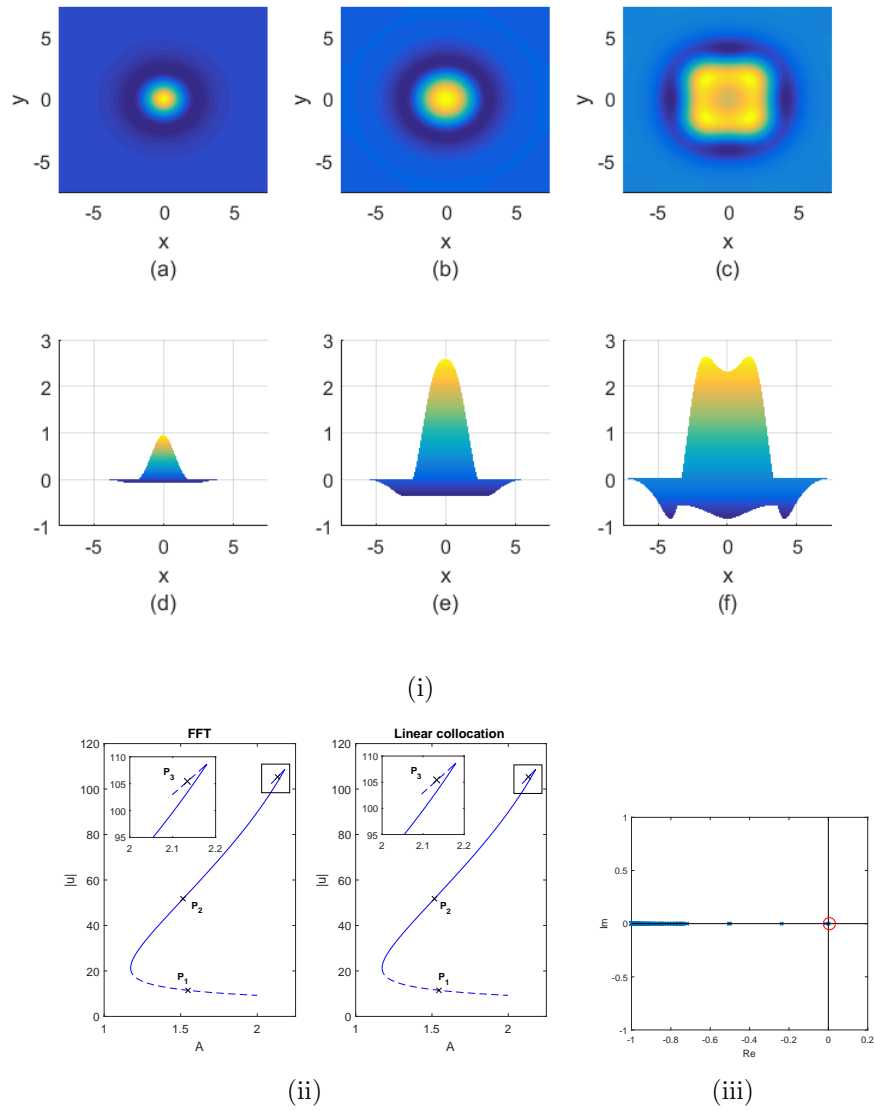 5
0
-5
y
-5 0 5
x
(a)
5
0
-5
y
-5 0 5
x
(b)
5
0
-5
y
-5 0 5
x
(c)
3
2
1
0
-1
-5 0 5
x
(d)
3
2
1
0
-1
-5 0 5
x
(e)
3
2
1
0
-1
-5 0 5
x
(f)
(i)
FFT
120
100
80
60
40
20
0
|u|
110
105
100
95
2 2.1 2.2
P3
P2
P1
1 1.5 2
A
Linear collocation
120
100
80
60
40
20
0
|u|
110
105
100
95
2 2.1 2.2
P3
P2
P1
1 1.5 2
A
(ii)
1
0.5
0
-0.5
-1
Im
-1 -0.8 -0.6 -0.4 -0.2 0 0.2
Re
(iii)